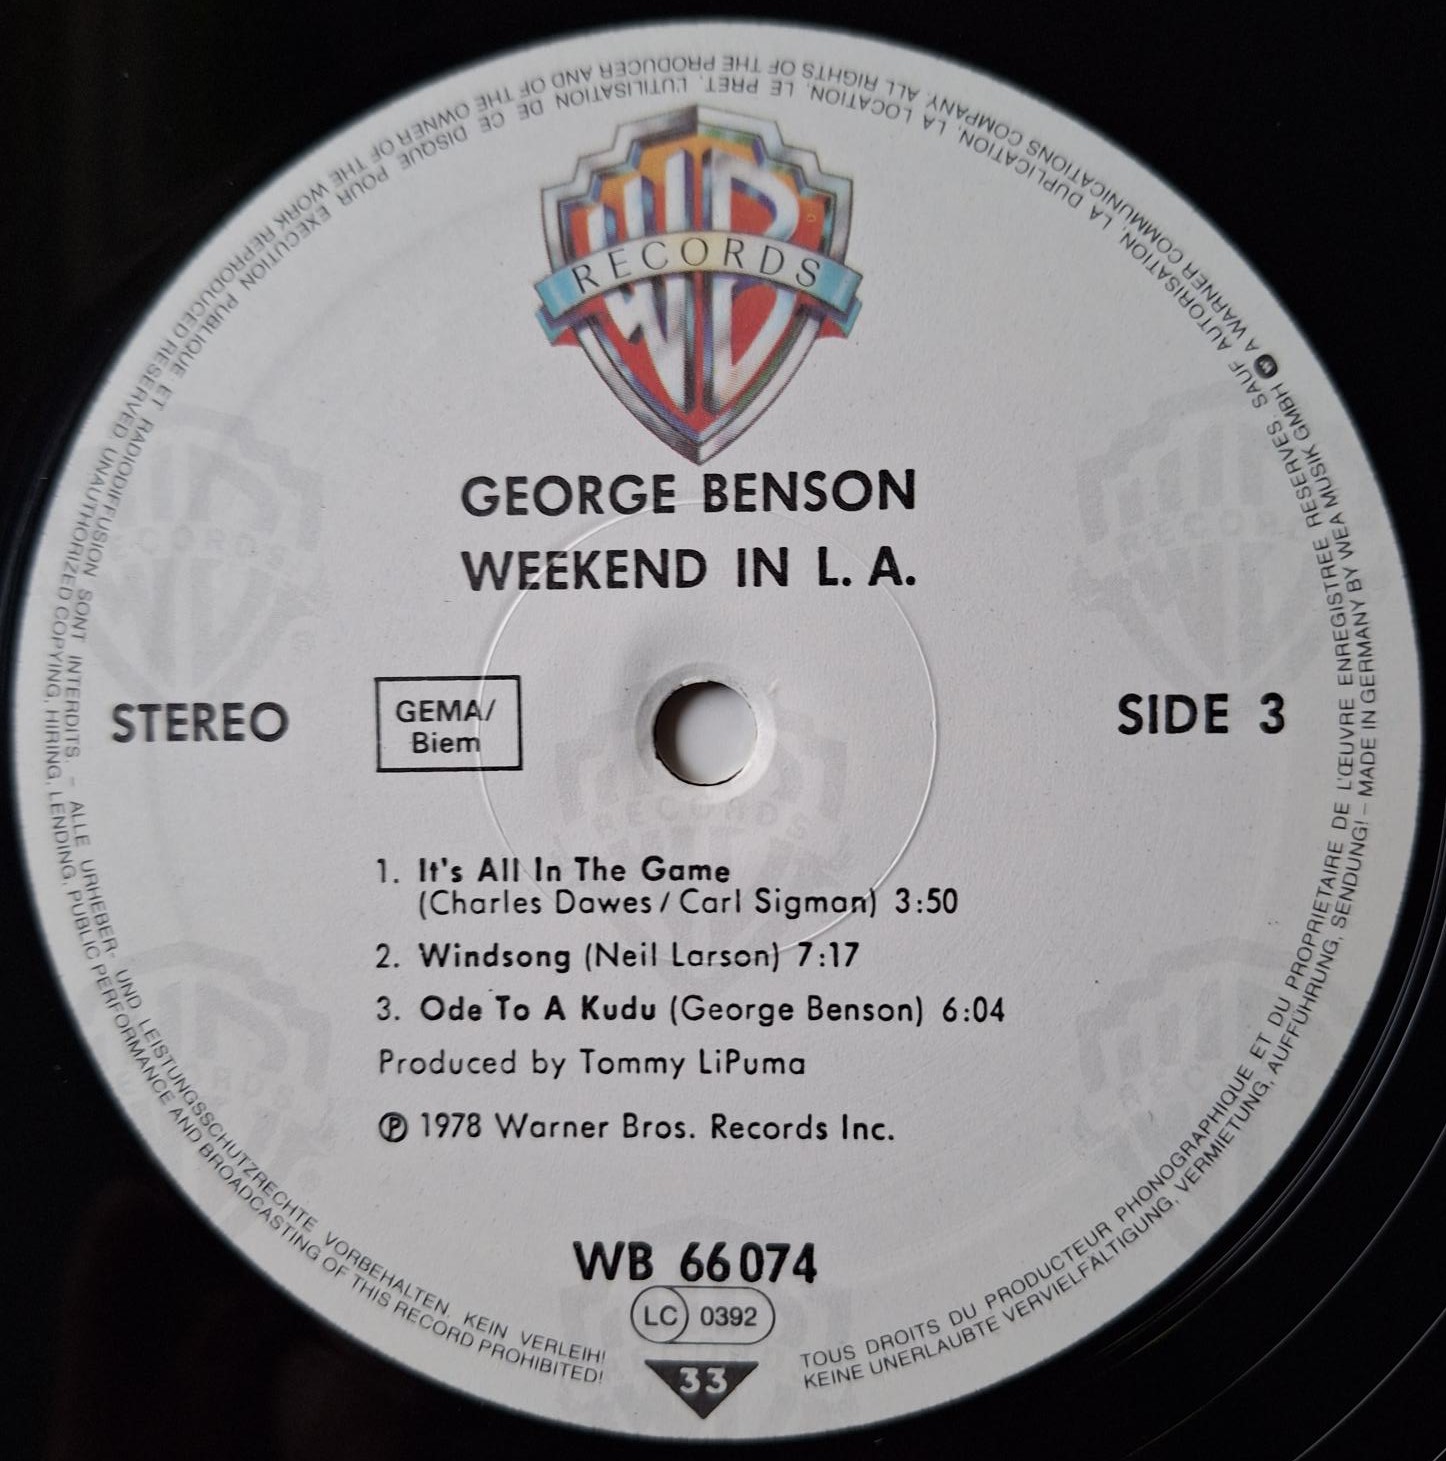 WB
RECORDS
GEORGE BENSON
WEEKEND IN L. A.
STEREO
GEMA/
Biem
SIDE 3
1. It's All In The Game
(Charles Dawes / Carl Sigman) 3:50
2. Windsong (Neil Larson) 7:17
3. Ode To A Kudu (George Benson) 6:04
Produced by Tommy LiPuma
℗ 1978 Warner Bros. Records Inc.
WB 66 074
LC 0392
33
TOUS DROITS DU PRODUCTEUR PHONOGRAPHIQUE ET DU PROPRIETAIRE DE L'ŒUVRE ENREGISTREE RESERVES. SAUF AUTORISATION, LA DUPLICATION, LA LOCATION, LE PRET, L'UTILISATION DE CE DISQUE POUR EXECUTION PUBLIQUE ET RADIODIFFUSION SONT INTERDITS. – ALLE URHEBER- UND LEISTUNGSSCHUTZRECHTE VORBEHALTEN. KEIN VERLEIH!
KEINE UNERLAUBTE VERVIELFÄLTIGUNG, VERMIETUNG, AUFFÜHRUNG, SENDUNG! – MADE IN GERMANY BY WEA MUSIK GMBH A WARNER COMMUNICATIONS COMPANY. ALL RIGHTS OF THE PRODUCER AND OF THE OWNER OF THE WORK REPRODUCED RESERVED UNAUTHORIZED COPYING, HIRING, LENDING, PUBLIC PERFORMANCE AND BROADCASTING OF THIS RECORD PROHIBITED!